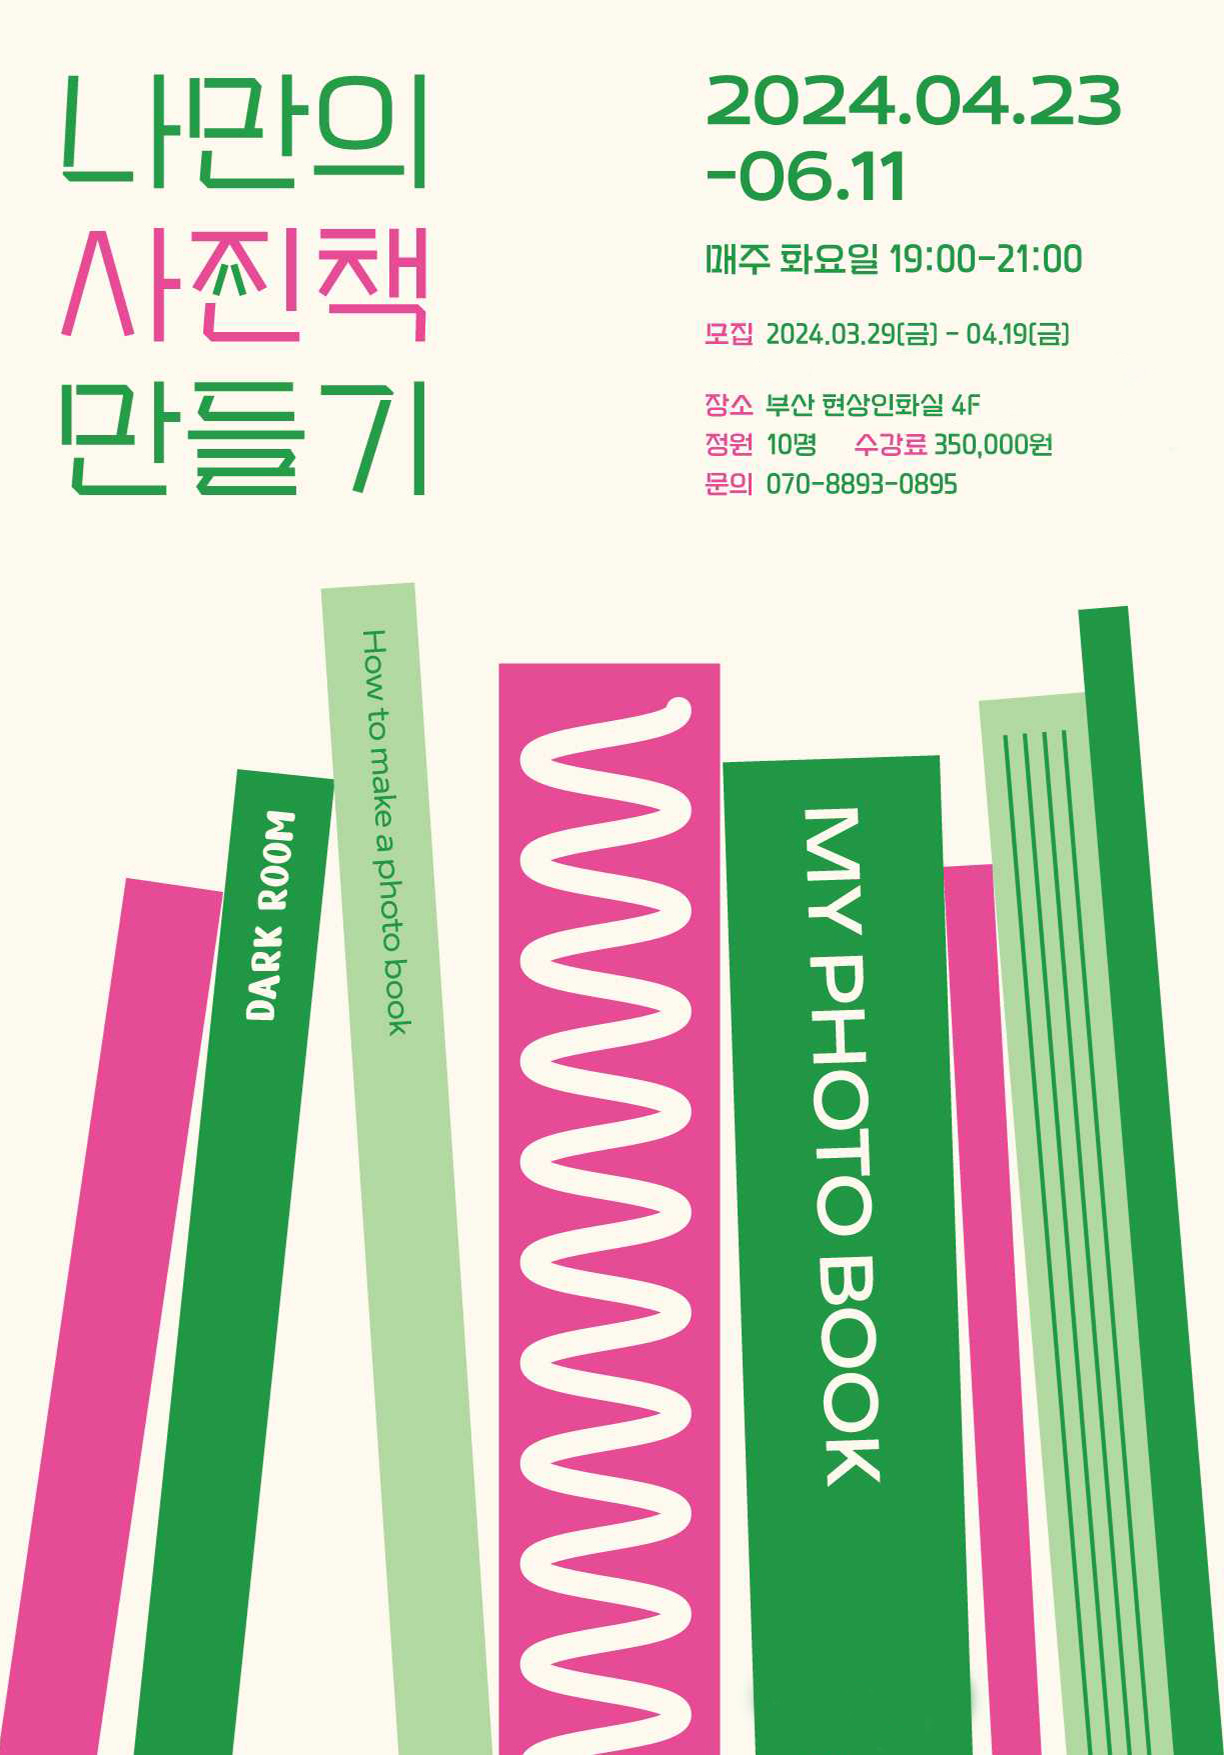 나만의
사찐책
만들기
2024.04.23
-06.11
매주 화요일 19:00-21:00
모집 2024.03.29(금) - 04.19(금)
장소 부산 현상인화실 4F
정원 10명 수강료 350,000원
문의 070-8893-0895
DARK ROOM
How to make a photo book
MY PHOTO BOOK